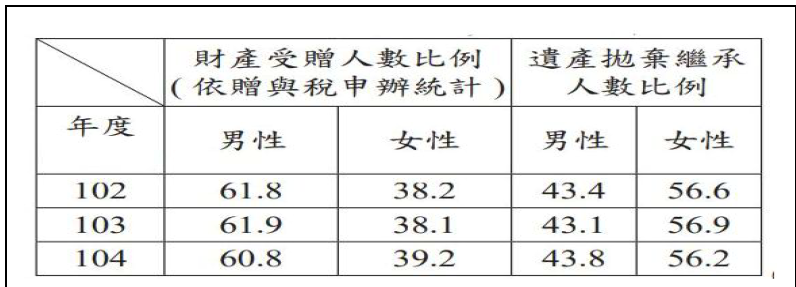 財產受贈人數比例 遺產拋棄繼承
(依贈與稅申辦統計) 人數比例
年度 男性 女性 男性 女性
102 61.8 38.2 43.4 56.6
103 61.9 38.1 43.1 56.9
104 60.8 39.2 43.8 56.2